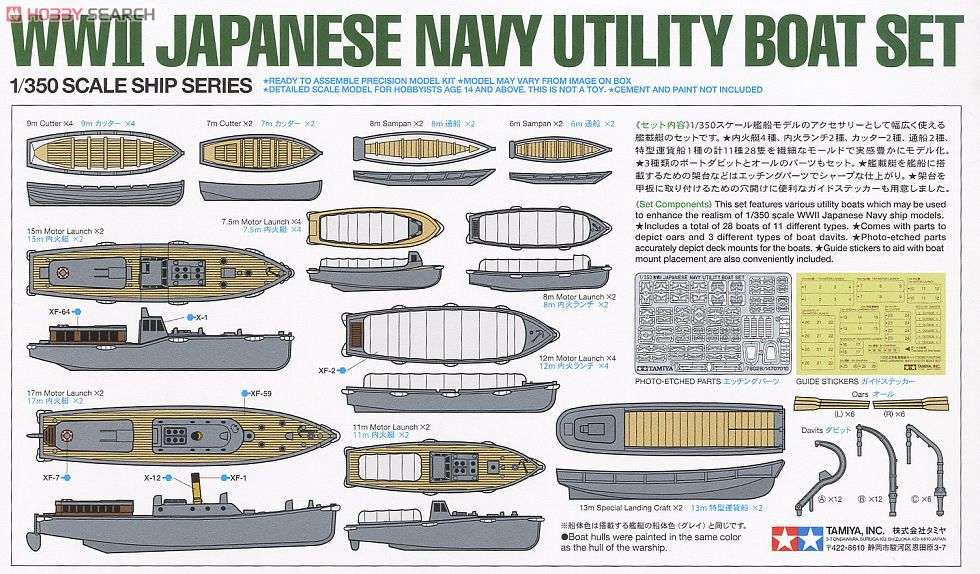 HOBBY SEARCH
WWII JAPANESE NAVY UTILITY BOAT SET
1/350 SCALE SHIP SERIES
★READY TO ASSEMBLE PRECISION MODEL KIT ★MODEL MAY VARY FROM IMAGE ON BOX
★DETAILED SCALE MODEL FOR HOBBYISTS AGE 14 AND ABOVE. THIS IS NOT A TOY. ★CEMENT AND PAINT NOT INCLUDED
9m Cutter ×4 9m カッター ×4
7m Cutter ×2 7m カッター ×2
8m Sampan ×2 8m 通船 ×2
6m Sampan ×2 6m 通船 ×2
《セット内容》1/350スケール艦船モデルのアクセサリーとして幅広く使える
艦載艇のセットです。★内火艇4種、内火ランチ2種、カッター2種、通船2種、
特型運貨船1種の計11種28隻を繊細なモールドで実感豊かにモデル化。
★3種類のボートダビットとオールのパーツもセット。★艦載艇を艦船に搭
載するための架台などはエッチングパーツでシャープな仕上がり。★架台を
甲板に取り付けるための穴開けに便利なガイドステッカーも用意しました。
《Set Components》This set features various utility boats which may be used
to enhance the realism of 1/350 scale WWII Japanese Navy ship models.
★Includes a total of 28 boats of 11 different types. ★Comes with parts to
depict oars and 3 different types of boat davits. ★Photo-etched parts
accurately depict deck mounts for the boats. ★Guide stickers to aid with boat
mount placement are also conveniently included.
15m Motor Launch ×2
15m 内火艇 ×2
7.5m Motor Launch ×4
7.5m 内火艇 ×4
8m Motor Launch ×2
8m 内火ランチ ×2
XF-64
X-1
XF-2
12m Motor Launch ×4
12m 内火ランチ ×4
1/350 WWII JAPANESE NAVY UTILITY BOAT SET
TAMIYA
78026/14707010
PHOTO-ETCHED PARTS エッチングパーツ
GUIDE STICKERS ガイドステッカー
17m Motor Launch ×2
17m 内火艇 ×2
XF-59
XF-7
X-12
XF-1
11m Motor Launch ×2
11m 内火艇 ×2
13m Special Landing Craft ×2 13m 特型運貨船 ×2
Oars オール
(L) ×6
(R) ×6
Davits ダビット
Ⓐ×12
Ⓑ×12
Ⓒ×6
※船体色は搭載する艦艇の船体色(グレイ)と同じです。
●Boat hulls were painted in the same color
as the hull of the warship.
TAMIYA, INC. 株式会社タミヤ
3-7 ONDAWARA, SURUGA-KU, SHIZUOKA 422-8610 JAPAN
〒422-8610 静岡市駿河区恩田原3-7